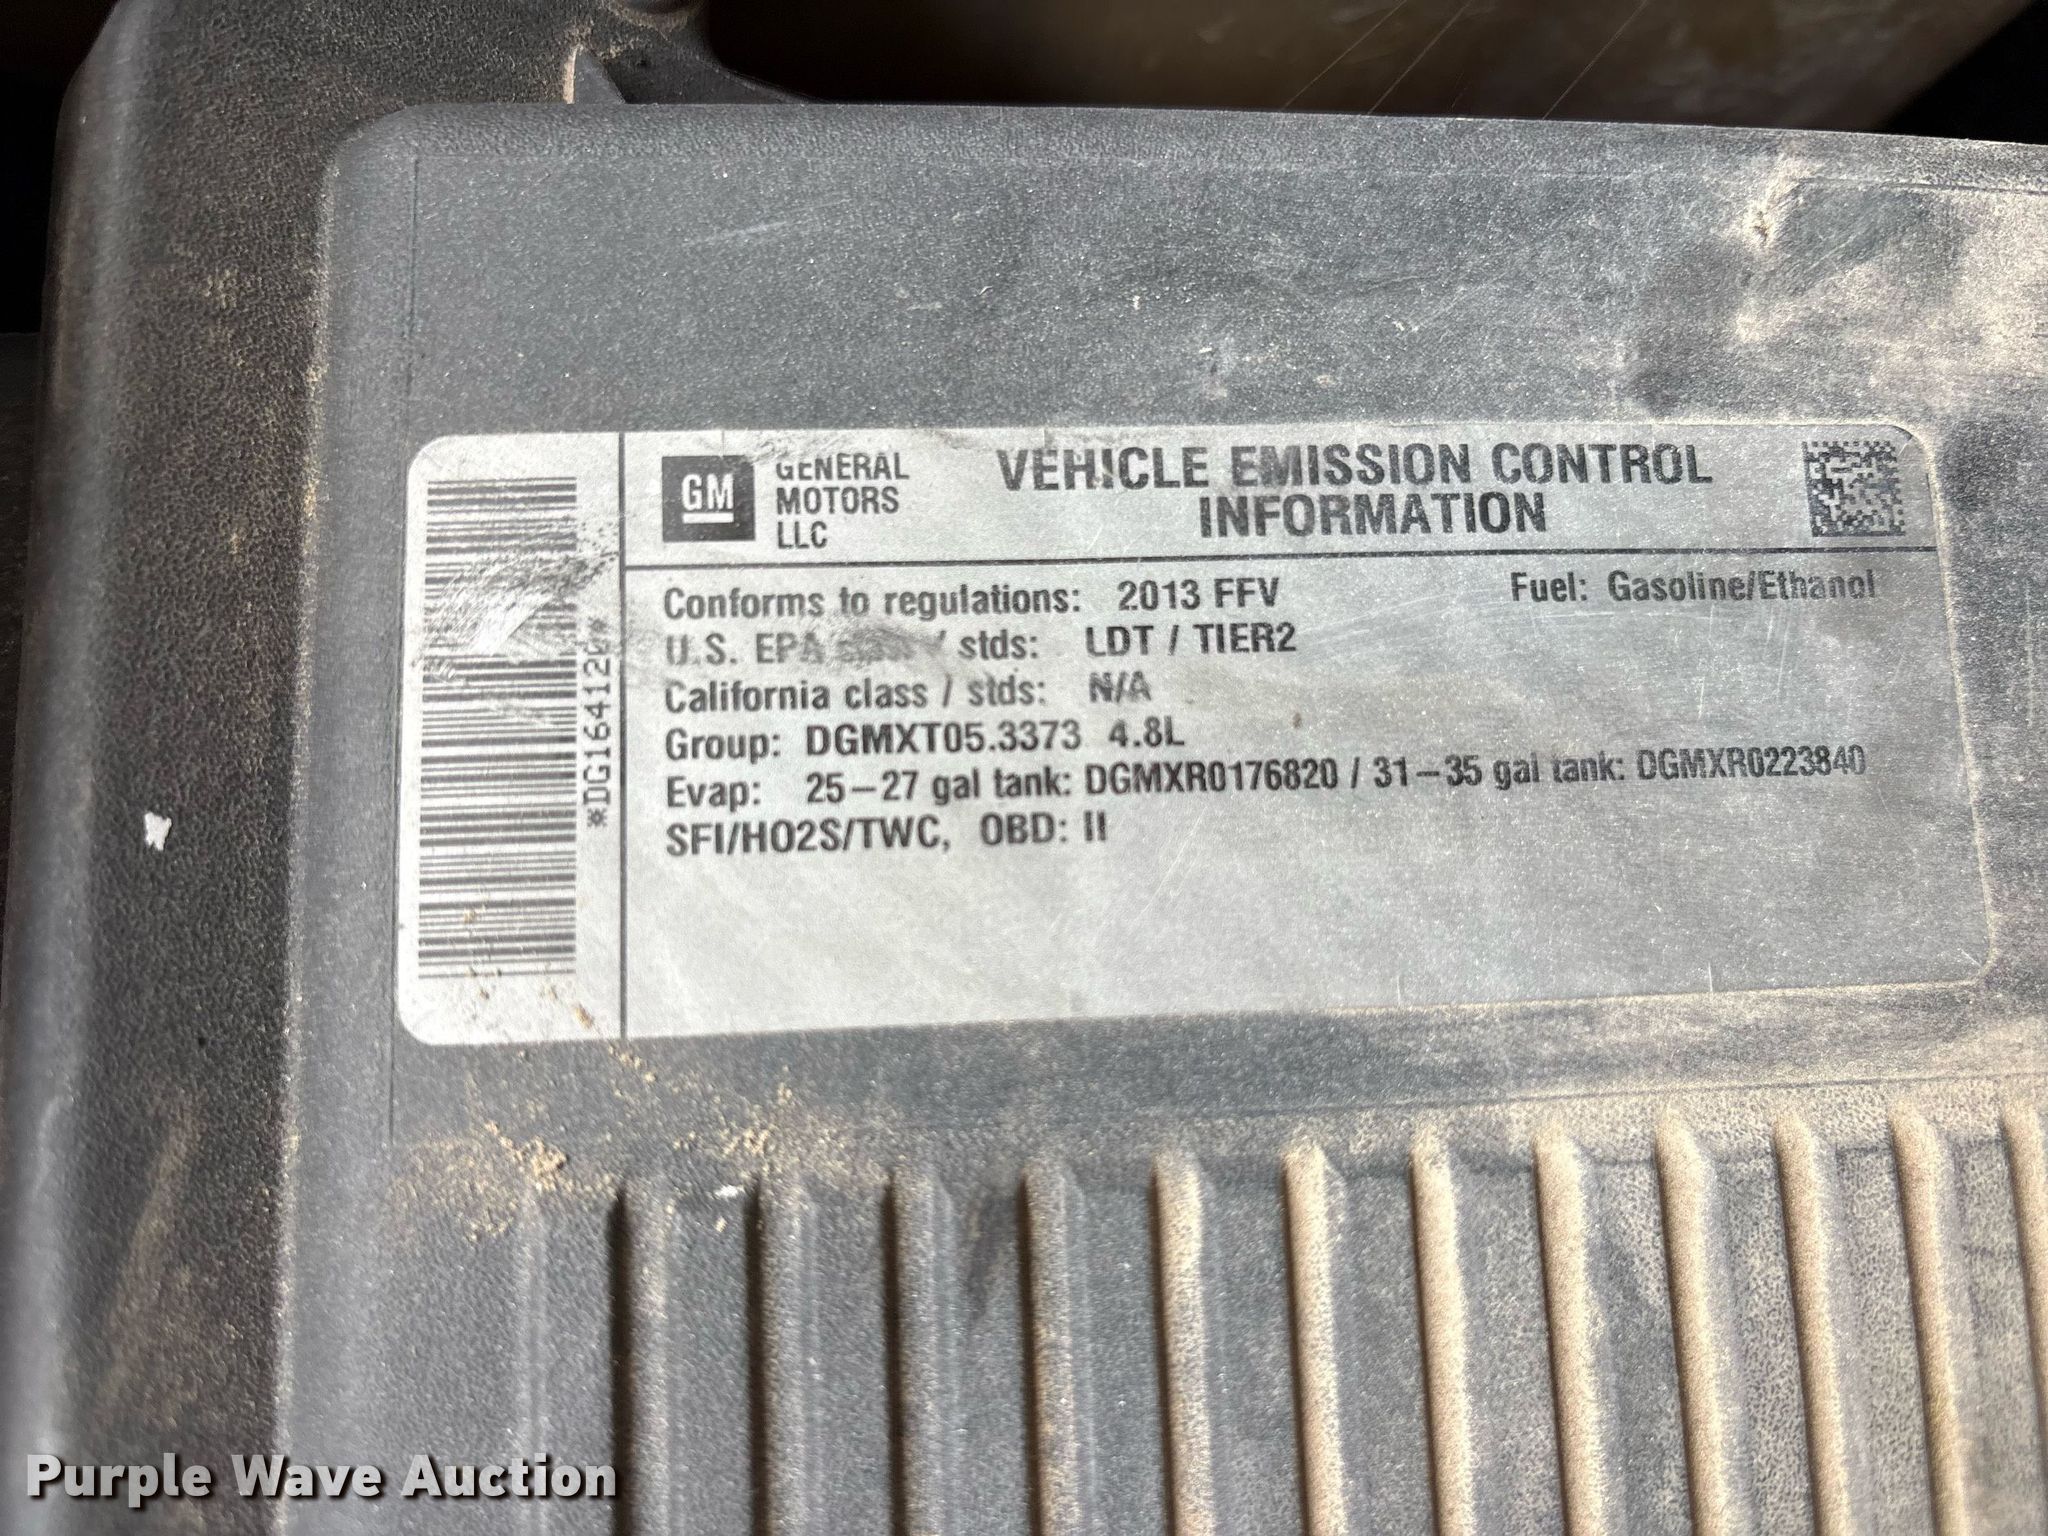 GM
GENERAL
MOTORS
LLC
VEHICLE EMISSION CONTROL
INFORMATION
Conforms to regulations: 2013 FFV
Fuel: Gasoline/Ethanol
U.S. EPA / stds: LDT / TIER2
California class / stds: N/A
Group: DGMXT05.3373 4.8L
Evap: 25–27 gal tank: DGMXR0176820 / 31–35 gal tank: DGMXR0223840
SFI/HO2S/TWC, OBD: II
Purple Wave Auction